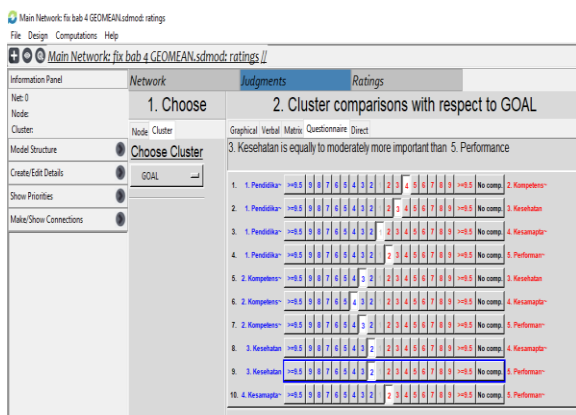 Main Network: fix bab 4 GEOMEAN.sdmod: ratings
File Design Computations Help
Main Network: fix bab 4 GEOMEAN.sdmod: ratings //
Information Panel
Net: 0
Node:
Cluster:
Model Structure
Create/Edit Details
Show Priorities
Make/Show Connections
Network Judgments Ratings
1. Choose
Node Cluster
Choose Cluster
GOAL
2. Cluster comparisons with respect to GOAL
Graphical Verbal Matrix Questionnaire Direct
3. Kesehatan is equally to moderately more important than 5. Performance
1. 1. Pendidika~ >=9.5 9 8 7 6 5 4 3 2 2 3 4 5 6 7 8 9 >=9.5 No comp. 2. Kompetens~
2. 1. Pendidika~ >=9.5 9 8 7 6 5 4 3 2 2 3 4 5 6 7 8 9 >=9.5 No comp. 3. Kesehatan
3. 1. Pendidika~ >=9.5 9 8 7 6 5 4 3 2 1 2 3 4 5 6 7 8 9 >=9.5 No comp. 4. Kesamapta~
4. 1. Pendidika~ >=9.5 9 8 7 6 5 4 3 2 2 3 4 5 6 7 8 9 >=9.5 No comp. 5. Performan~
5. 2. Kompetens~ >=9.5 9 8 7 6 5 4 3 2 2 3 4 5 6 7 8 9 >=9.5 No comp. 3. Kesehatan
6. 2. Kompetens~ >=9.5 9 8 7 6 5 4 3 2 2 3 4 5 6 7 8 9 >=9.5 No comp. 4. Kesamapta~
7. 2. Kompetens~ >=9.5 9 8 7 6 5 4 3 2 2 3 4 5 6 7 8 9 >=9.5 No comp. 5. Performan~
8. 3. Kesehatan >=9.5 9 8 7 6 5 4 3 2 2 3 4 5 6 7 8 9 >=9.5 No comp. 4. Kesamapta~
9. 3. Kesehatan >=9.5 9 8 7 6 5 4 3 2 2 3 4 5 6 7 8 9 >=9.5 No comp. 5. Performan~
10. 4. Kesamapta~ >=9.5 9 8 7 6 5 4 3 2 2 3 4 5 6 7 8 9 >=9.5 No comp. 5. Performan~